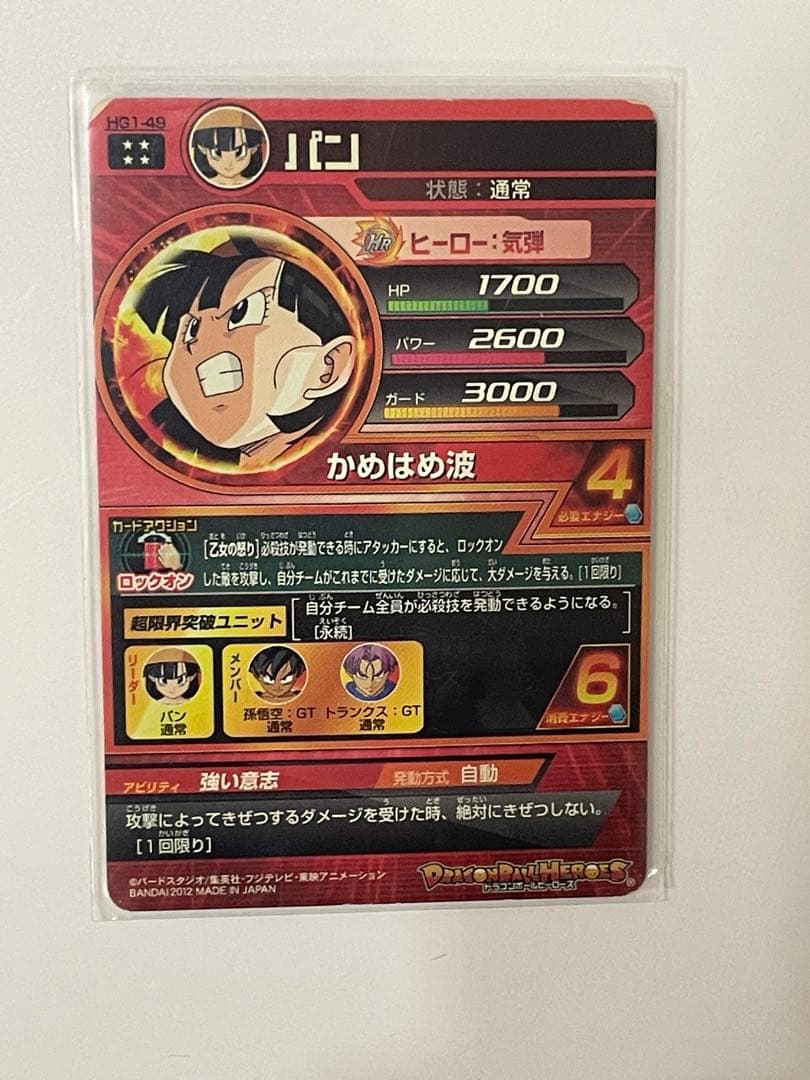 HG1-49
パン
状態：通常
HR ヒーロー：気弾
HP 1700
パワー 2600
ガード 3000
かめはめ波
4
必要エナジー
カードアクション
ロックオン
[乙女の怒り]必殺技が発動できる時にアタッカーにすると、ロックオン
した敵を攻撃し、自分チームがこれまでに受けたダメージに応じて、大ダメージを与える。[1回限り]
超限界突破ユニット
自分チーム全員が必殺技を発動できるようになる。
[永続]
リーダー
パン
通常
メンバー
孫悟空：GT
通常
トランクス：GT
通常
6
消費エナジー
アビリティ 強い意志
発動方式 自動
攻撃によってきぜつするダメージを受けた時、絶対にきぜつしない。
[1回限り]
©バードスタジオ/集英社・フジテレビ・東映アニメーション
BANDAI 2012 MADE IN JAPAN
DRAGONBALL HEROES
ドラゴンボールヒーローズ